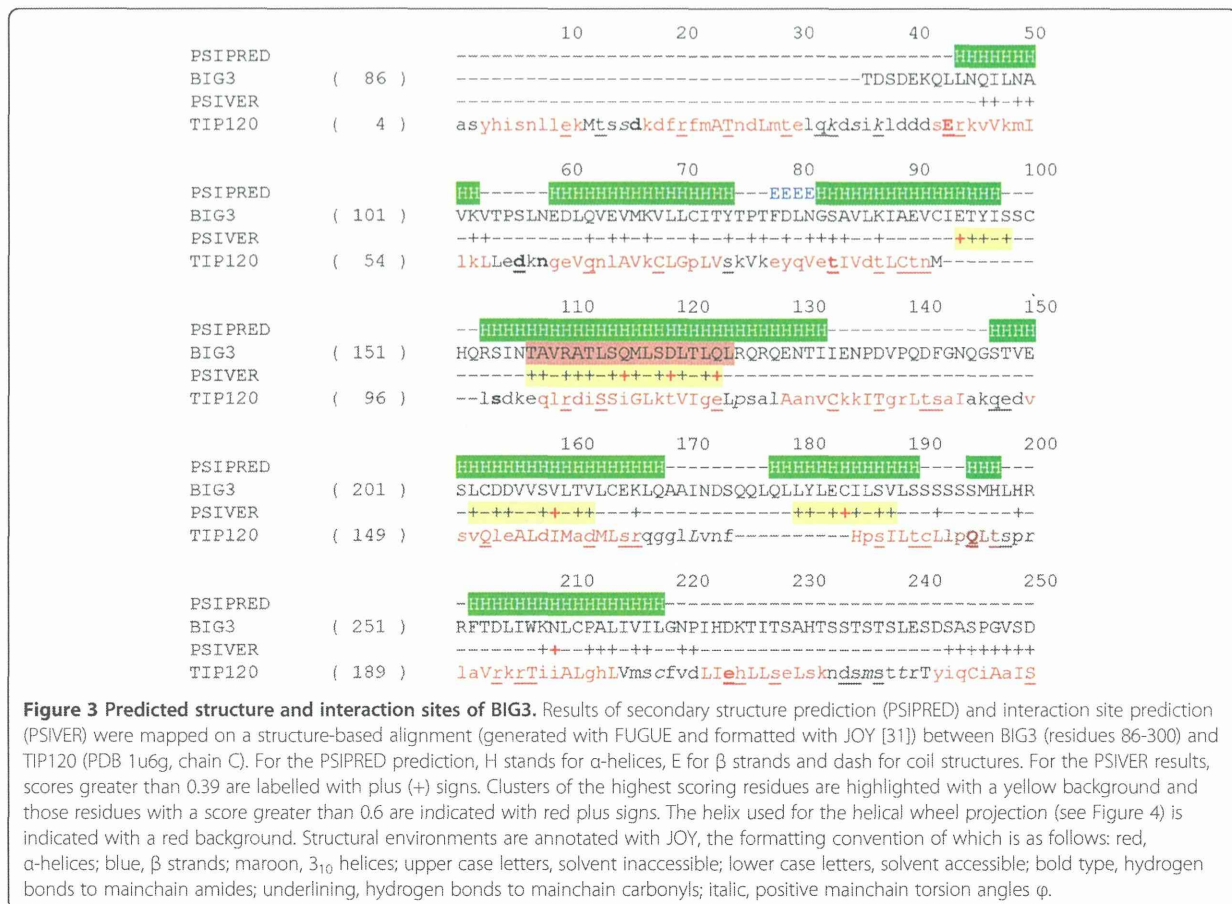 10 20 30 40 50
PSIPRED -------------------------------------------HHHHHHH
BIG3 ( 86 ) -----------------------------------TDSDEKQLLNQILNA
PSIVER ---------------------------------------------++-++
TIP120 ( 4 ) asyhisnllekMtssdkdfrfmATndLmtelqkdsikldddsErkvVkmI
60 70 80 90 100
PSIPRED HH------HHHHHHHHHHHHHHHH---EEEEHHHHHHHHHHHHHHHH---
BIG3 ( 101 ) VKVTPSLNEDLQVEVMKVLLCITYTPTFDLNGSAVLKIAEVCIETYISSC
PSIVER -++--------+--+--+-+--+-+--+-+-+++--+------+++-+--
TIP120 ( 54 ) lkLLedkngeVqnlAVkCLGpLVskVkeyqVetIVdtLCtnM--------
110 120 130 140 150
PSIPRED --HHHHHHHHHHHHHHHHHHHHHHHHHHHHHH--------------HHHH
BIG3 ( 151 ) HQRSINTAVRATLSQMLSDLTLQLRQRQENTIIENPDVPQDFGNQGSTVE
PSIVER ------++-+++-++-+++-+-+---------------------------
TIP120 ( 96 ) --lsdkeqlrdiSSiGLktVIgeLpsalAanvCkkITgrLtsaIakqedv
160 170 180 190 200
PSIPRED HHHHHHHHHHHHHHHHHH---------HHHHHHHHHHHHH----HHH---
BIG3 ( 201 ) SLCDDVVSVLTVLCEKLQAAINDSQQLQLLYLECILSVLSSSSSSMHLHR
PSIVER -+-++--++-++---+-------------+++-++-++-+--------+-
TIP120 ( 149 ) svQleALdIMadMLsrqgglLvnf----------HpsILtcLlpQLtspr
210 220 230 240 250
PSIPRED -HHHHHHHHHHHHHHHHH--------------------------------
BIG3 ( 251 ) RFTDLIWKNLCPALIVILGNPIHDKTITSAHTSSTSTSLESDSASPGVSD
PSIVER -------++--+++-++--++---------------------++++++++
TIP120 ( 189 ) laVrkrTiiALghLVmscfvdLIehLLseLskndsmsttrTyiqCiAaIS
Figure 3 Predicted structure and interaction sites of BIG3. Results of secondary structure prediction (PSIPRED) and interaction site prediction
(PSIVER) were mapped on a structure-based alignment (generated with FUGUE and formatted with JOY [31]) between BIG3 (residues 86-300) and
TIP120 (PDB 1u6g, chain C). For the PSIPRED prediction, H stands for α-helices, E for β strands and dash for coil structures. For the PSIVER results,
scores greater than 0.39 are labelled with plus (+) signs. Clusters of the highest scoring residues are highlighted with a yellow background and
those residues with a score greater than 0.6 are indicated with red plus signs. The helix used for the helical wheel projection (see Figure 4) is
indicated with a red background. Structural environments are annotated with JOY, the formatting convention of which is as follows: red,
α-helices; blue, β strands; maroon, 3₁₀ helices; upper case letters, solvent inaccessible; lower case letters, solvent accessible; bold type, hydrogen
bonds to mainchain amides; underlining, hydrogen bonds to mainchain carbonyls; italic, positive mainchain torsion angles φ.